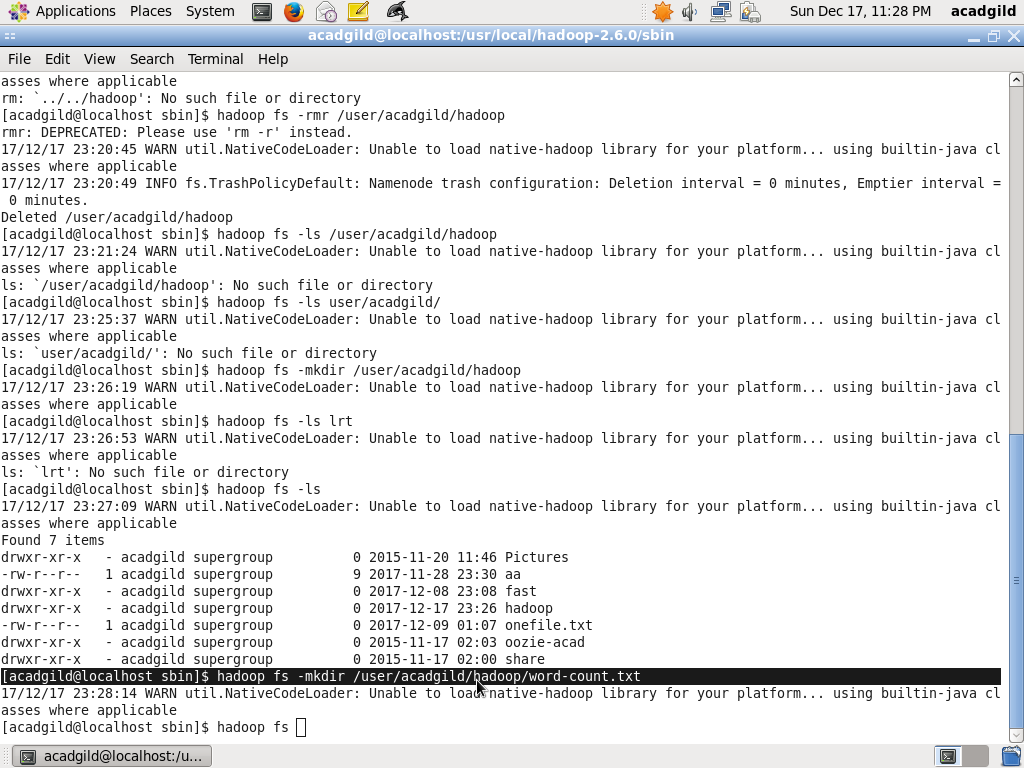 Applications Places System Sun Dec 17, 11:28 PM acadgild
acadgild@localhost:/usr/local/hadoop-2.6.0/sbin
File Edit View Search Terminal Help
asses where applicable
rm: `../../hadoop': No such file or directory
[acadgild@localhost sbin]$ hadoop fs -rmr /user/acadgild/hadoop
rmr: DEPRECATED: Please use 'rm -r' instead.
17/12/17 23:20:45 WARN util.NativeCodeLoader: Unable to load native-hadoop library for your platform... using builtin-java cl
asses where applicable
17/12/17 23:20:49 INFO fs.TrashPolicyDefault: Namenode trash configuration: Deletion interval = 0 minutes, Emptier interval =
 0 minutes.
Deleted /user/acadgild/hadoop
[acadgild@localhost sbin]$ hadoop fs -ls /user/acadgild/hadoop
17/12/17 23:21:24 WARN util.NativeCodeLoader: Unable to load native-hadoop library for your platform... using builtin-java cl
asses where applicable
ls: `/user/acadgild/hadoop': No such file or directory
[acadgild@localhost sbin]$ hadoop fs -ls user/acadgild/
17/12/17 23:25:37 WARN util.NativeCodeLoader: Unable to load native-hadoop library for your platform... using builtin-java cl
asses where applicable
ls: `user/acadgild/': No such file or directory
[acadgild@localhost sbin]$ hadoop fs -mkdir /user/acadgild/hadoop
17/12/17 23:26:19 WARN util.NativeCodeLoader: Unable to load native-hadoop library for your platform... using builtin-java cl
asses where applicable
[acadgild@localhost sbin]$ hadoop fs -ls lrt
17/12/17 23:26:53 WARN util.NativeCodeLoader: Unable to load native-hadoop library for your platform... using builtin-java cl
asses where applicable
ls: `lrt': No such file or directory
[acadgild@localhost sbin]$ hadoop fs -ls
17/12/17 23:27:09 WARN util.NativeCodeLoader: Unable to load native-hadoop library for your platform... using builtin-java cl
asses where applicable
Found 7 items
drwxr-xr-x   - acadgild supergroup          0 2015-11-20 11:46 Pictures
-rw-r--r--   1 acadgild supergroup          9 2017-11-28 23:30 aa
drwxr-xr-x   - acadgild supergroup          0 2017-12-08 23:08 fast
drwxr-xr-x   - acadgild supergroup          0 2017-12-17 23:26 hadoop
-rw-r--r--   1 acadgild supergroup          0 2017-12-09 01:07 onefile.txt
drwxr-xr-x   - acadgild supergroup          0 2015-11-17 02:03 oozie-acad
drwxr-xr-x   - acadgild supergroup          0 2015-11-17 02:00 share
[acadgild@localhost sbin]$ hadoop fs -mkdir /user/acadgild/hadoop/word-count.txt
17/12/17 23:28:14 WARN util.NativeCodeLoader: Unable to load native-hadoop library for your platform... using builtin-java cl
asses where applicable
[acadgild@localhost sbin]$ hadoop fs
acadgild@localhost:/u...